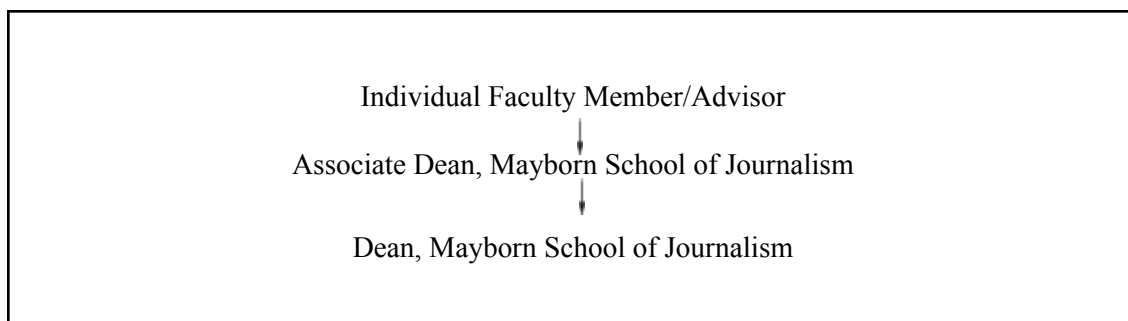 Individual Faculty Member/Advisor
Associate Dean, Mayborn School of Journalism
Dean, Mayborn School of Journalism